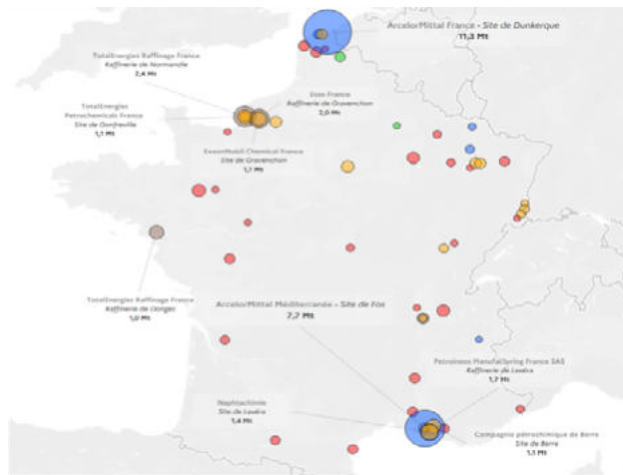 ArcelorMittal France - Site de Dunkerque
11,3 Mt
TotalEnergies Raffinage France
Raffinerie de Normandie
2,4 Mt
Esso France
Raffinerie de Gravenchon
2,0 Mt
TotalEnergies
Petrochemicals France
Site de Gonfreville
1,1 Mt
ExxonMobil Chemical France
Site de Gravenchon
1,1 Mt
TotalEnergies Raffinage France
Raffinerie de Donges
1,0 Mt
ArcelorMittal Méditerranée - Site de Fos
7,7 Mt
Petroineos Manufacturing France SAS
Raffinerie de Lavéra
1,7 Mt
Naphtachimie
Site de Lavéra
1,4 Mt
Compagnie pétrochimique de Berre
Site de Berre
1,1 Mt